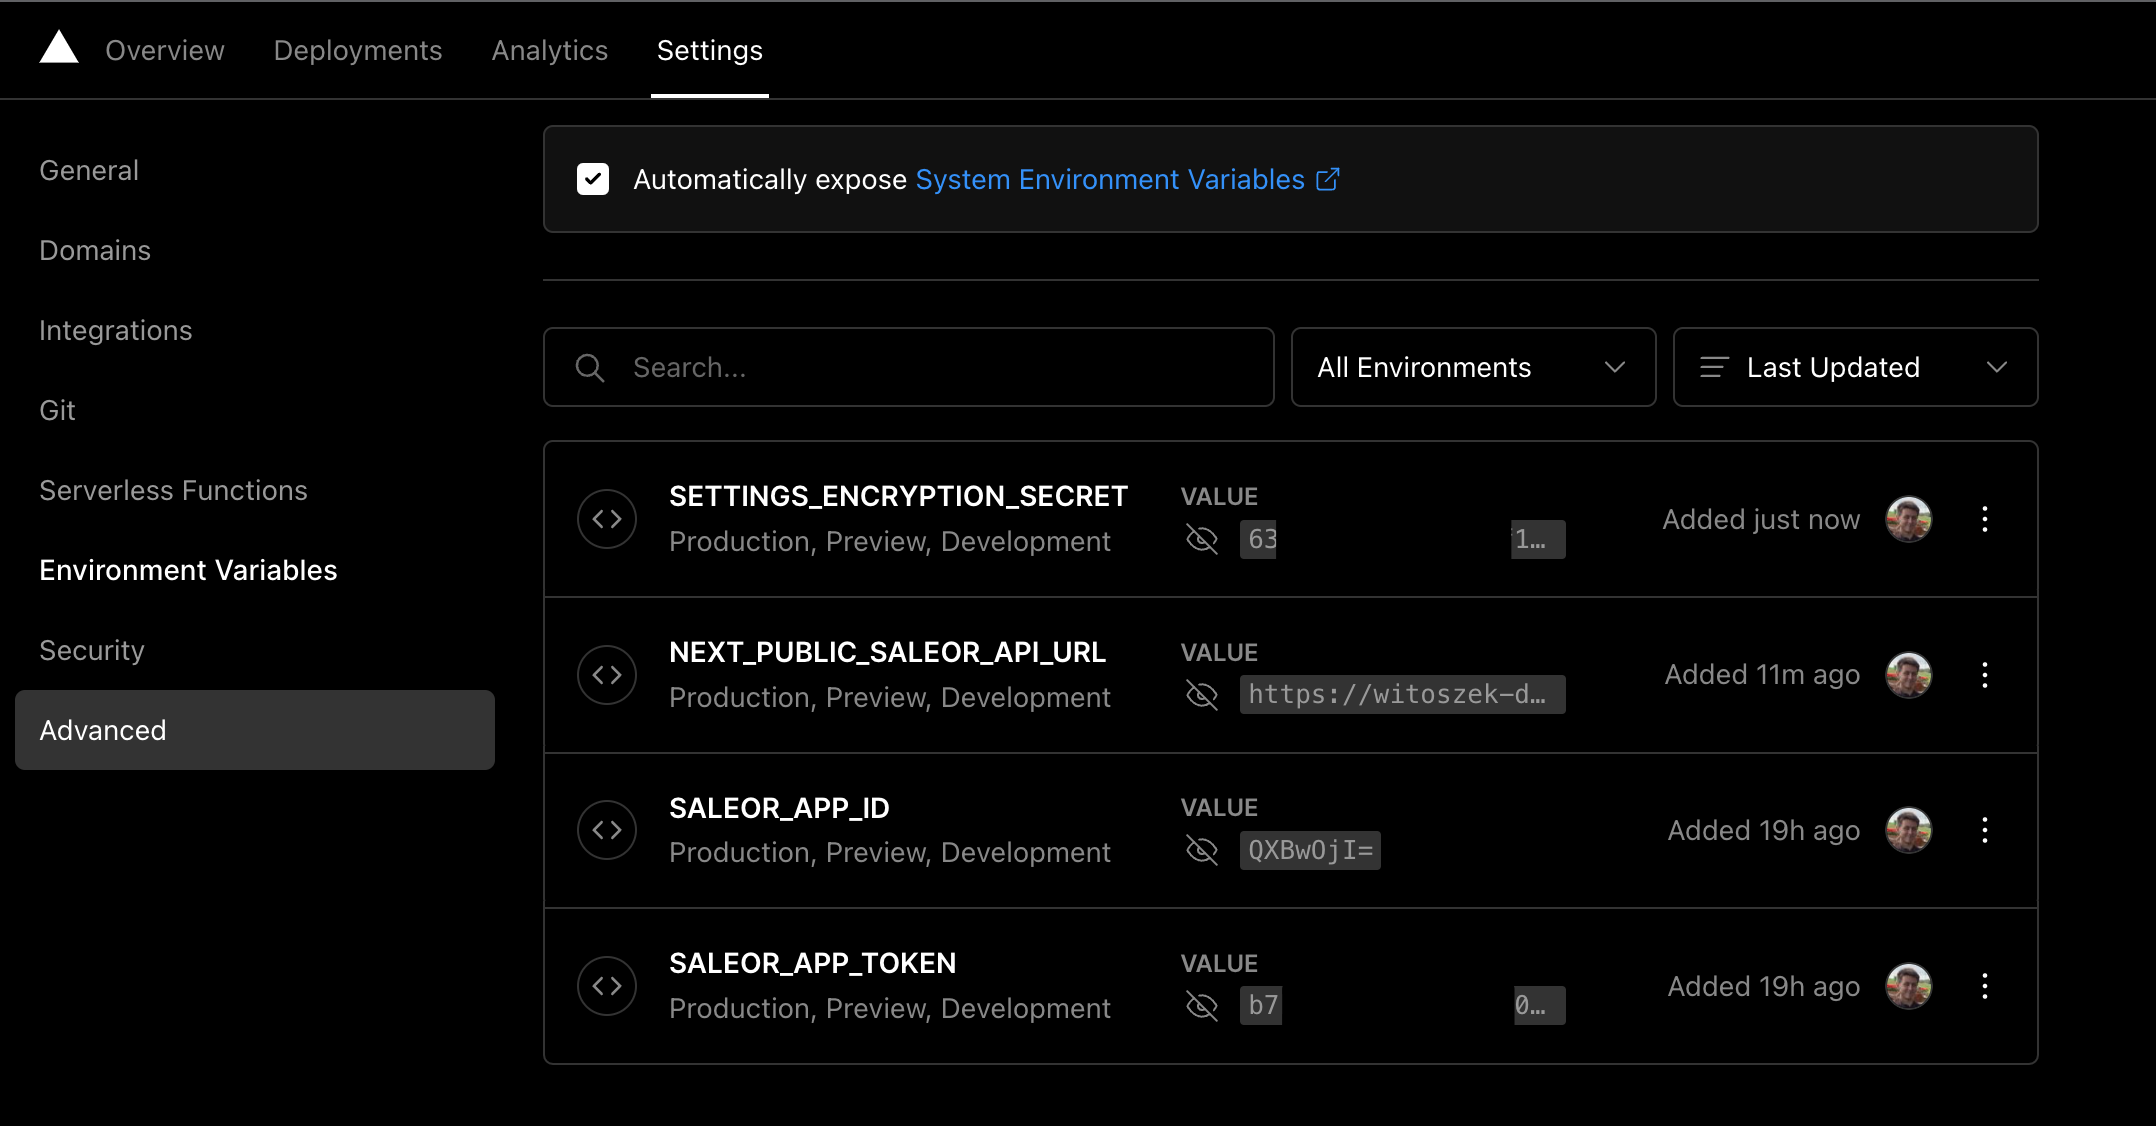 Overview Deployments Analytics Settings
General
Domains
Integrations
Git
Serverless Functions
Environment Variables
Security
Advanced
Automatically expose System Environment Variables
Search...
All Environments
Last Updated
SETTINGS_ENCRYPTION_SECRET
Production, Preview, Development
VALUE
63 1...
Added just now
NEXT_PUBLIC_SALEOR_API_URL
Production, Preview, Development
VALUE
https://witoszek-d...
Added 11m ago
SALEOR_APP_ID
Production, Preview, Development
VALUE
QXBwOjI=
Added 19h ago
SALEOR_APP_TOKEN
Production, Preview, Development
VALUE
b7 0...
Added 19h ago